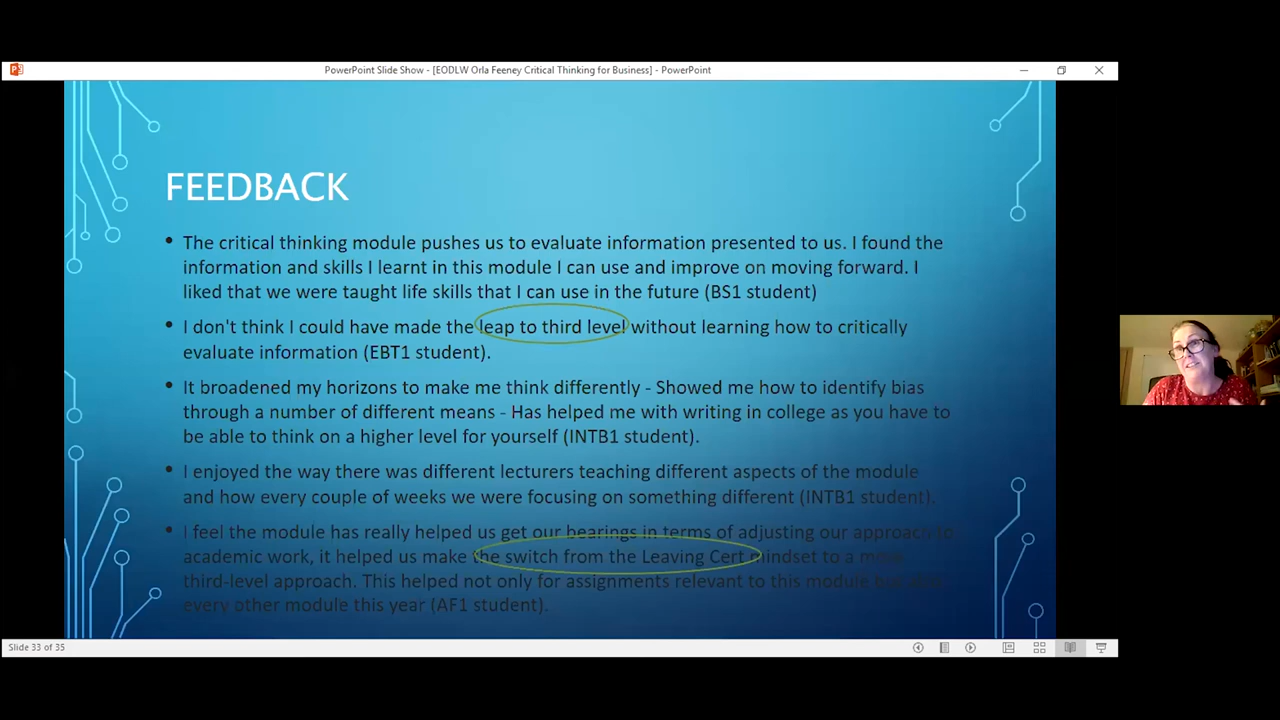 PowerPoint Slide Show - [EODLW Orla Feeney Critical Thinking for Business] - PowerPoint
FEEDBACK
• The critical thinking module pushes us to evaluate information presented to us. I found the
information and skills I learnt in this module I can use and improve on moving forward. I
liked that we were taught life skills that I can use in the future (BS1 student)
• I don't think I could have made the leap to third level without learning how to critically
evaluate information (EBT1 student).
• It broadened my horizons to make me think differently - Showed me how to identify bias
through a number of different means - Has helped me with writing in college as you have to
be able to think on a higher level for yourself (INTB1 student).
• I enjoyed the way there was different lecturers teaching different aspects of the module
and how every couple of weeks we were focusing on something different (INTB1 student).
• I feel the module has really helped us get our bearings in terms of adjusting our approach to
academic work, it helped us make the switch from the Leaving Cert mindset to a more
third-level approach. This helped not only for assignments relevant to this module but
every other module this year (AF1 student).
Slide 33 of 35